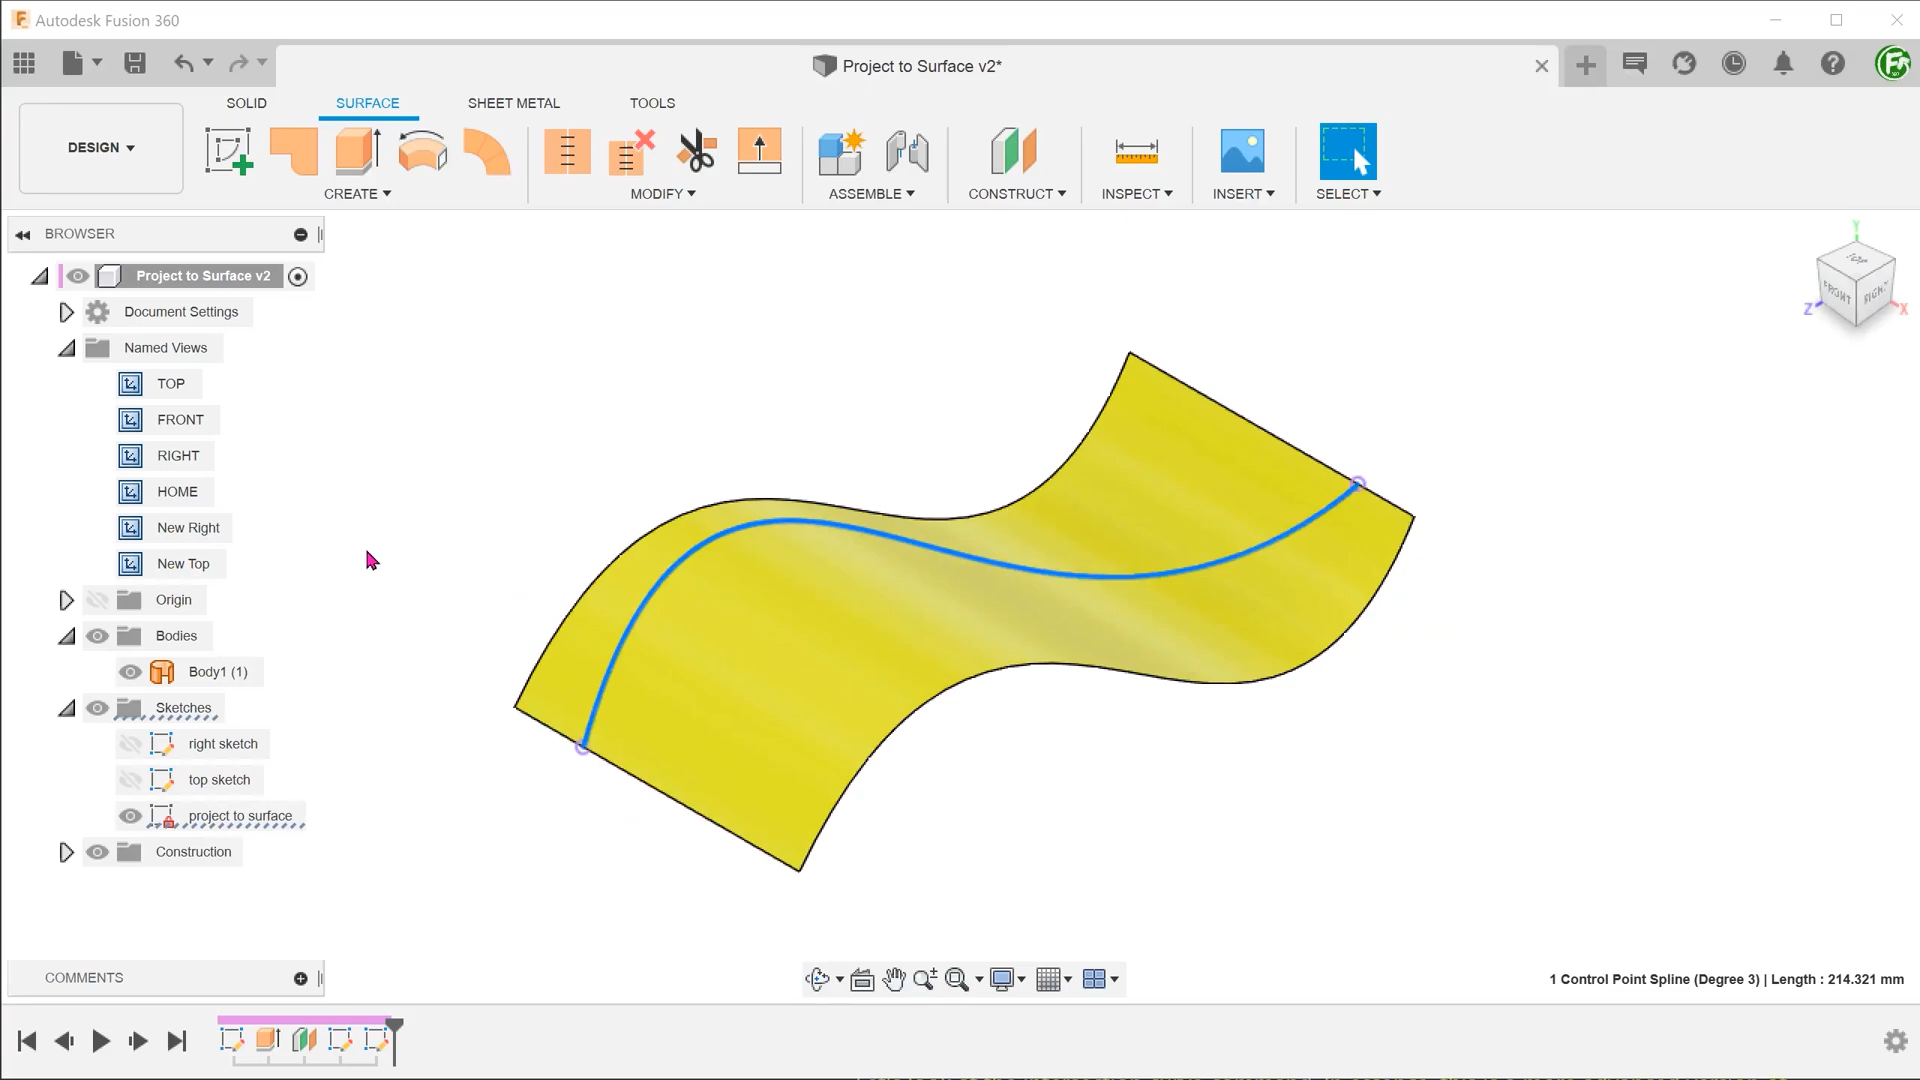 Autodesk Fusion 360
Project to Surface v2*
SOLID SURFACE SHEET METAL TOOLS
DESIGN
CREATE MODIFY ASSEMBLE CONSTRUCT INSPECT INSERT SELECT
BROWSER
Project to Surface v2
Document Settings
Named Views
TOP
FRONT
RIGHT
HOME
New Right
New Top
Origin
Bodies
Body1 (1)
Sketches
right sketch
top sketch
project to surface
Construction
Y
TOP
FRONT RIGHT
Z X
COMMENTS
1 Control Point Spline (Degree 3) | Length : 214.321 mm